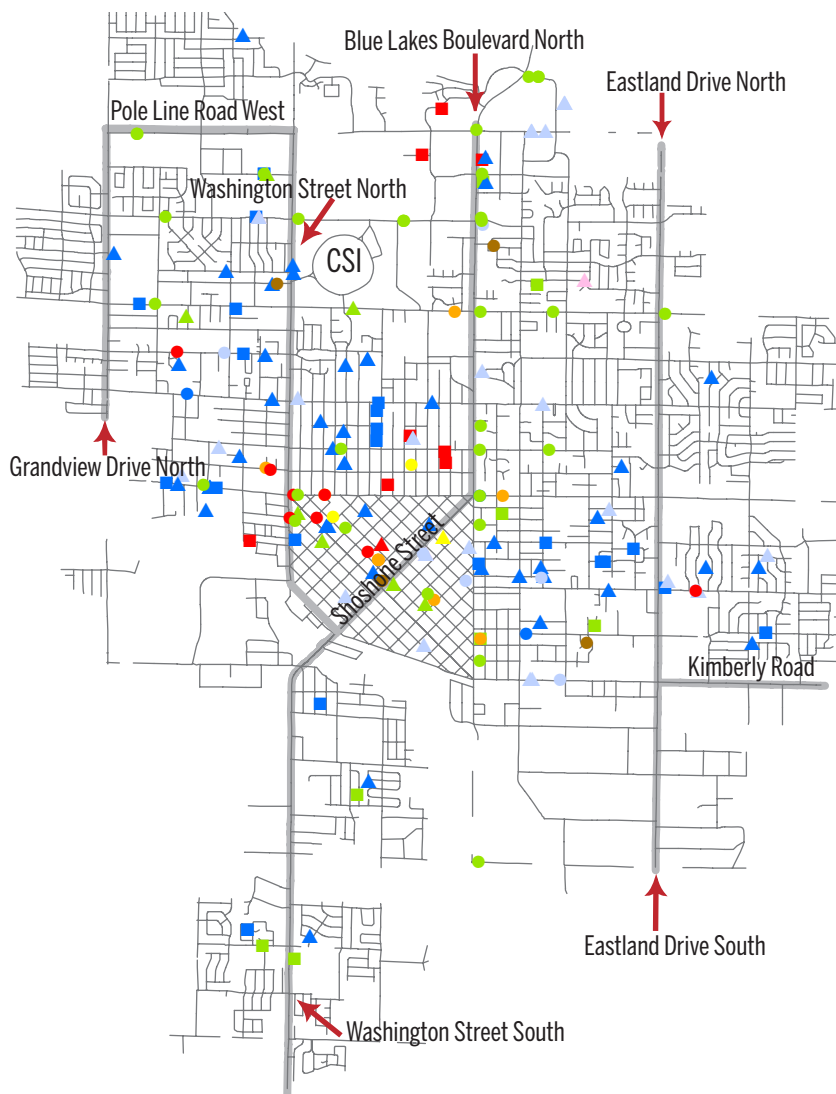 Blue Lakes Boulevard North
Eastland Drive North
Pole Line Road West
Washington Street North
CSI
Grandview Drive North
Shoshone Street
Kimberly Road
Eastland Drive South
Washington Street South